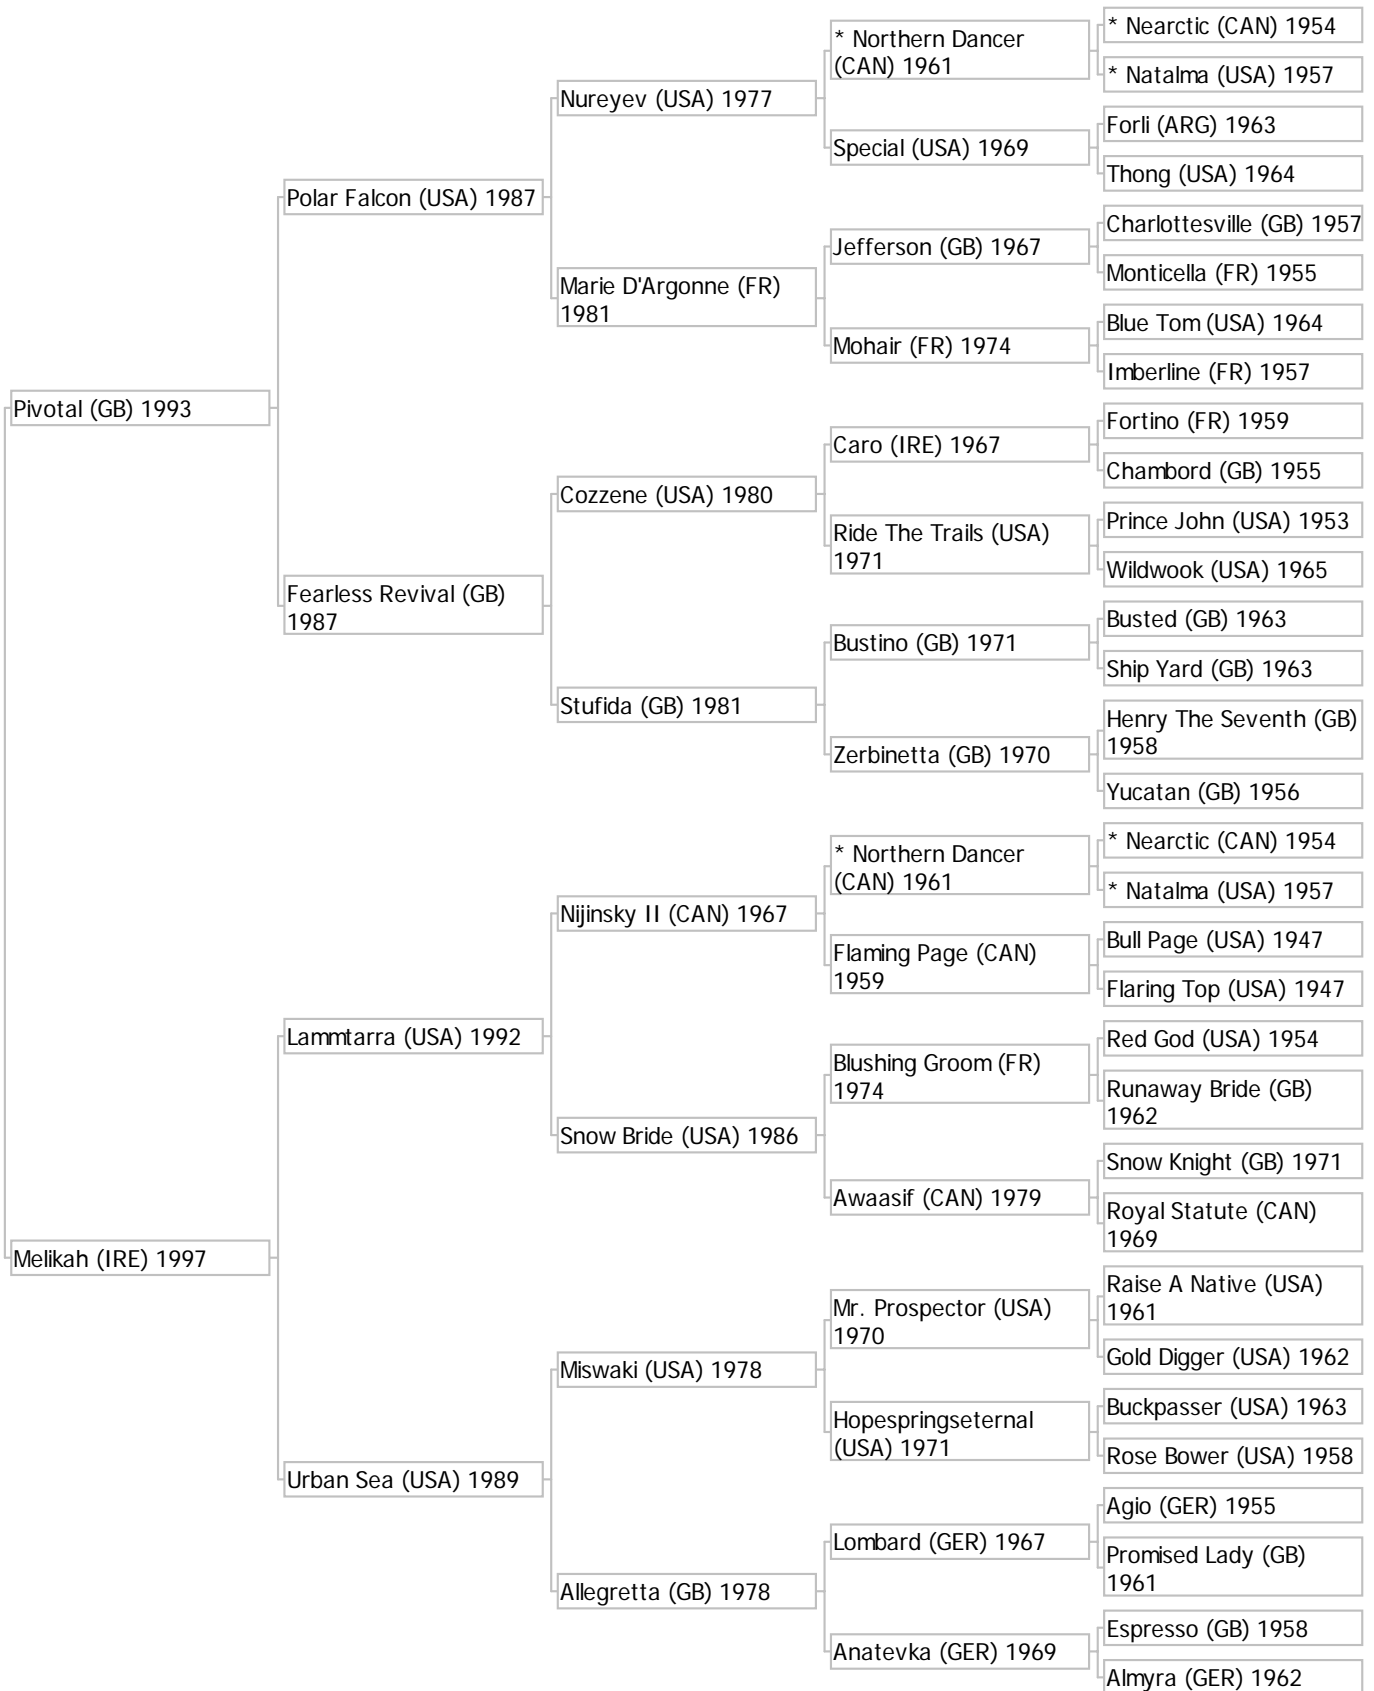 * Nearctic (CAN) 1954
* Northern Dancer
(CAN) 1961
* Natalma (USA) 1957
Nureyev (USA) 1977
Forli (ARG) 1963
Special (USA) 1969
Thong (USA) 1964
Polar Falcon (USA) 1987
Charlottesville (GB) 1957
Jefferson (GB) 1967
Monticella (FR) 1955
Marie D'Argonne (FR)
1981
Blue Tom (USA) 1964
Mohair (FR) 1974
Imberline (FR) 1957
Pivotal (GB) 1993
Fortino (FR) 1959
Caro (IRE) 1967
Chambord (GB) 1955
Cozzene (USA) 1980
Prince John (USA) 1953
Ride The Trails (USA)
1971
Wildwook (USA) 1965
Fearless Revival (GB)
1987
Busted (GB) 1963
Bustino (GB) 1971
Ship Yard (GB) 1963
Stufida (GB) 1981
Henry The Seventh (GB)
1958
Zerbinetta (GB) 1970
Yucatan (GB) 1956
* Nearctic (CAN) 1954
* Northern Dancer
(CAN) 1961
* Natalma (USA) 1957
Nijinsky II (CAN) 1967
Bull Page (USA) 1947
Flaming Page (CAN)
1959
Flaring Top (USA) 1947
Lammtarra (USA) 1992
Red God (USA) 1954
Blushing Groom (FR)
1974
Runaway Bride (GB)
1962
Snow Bride (USA) 1986
Snow Knight (GB) 1971
Awaasif (CAN) 1979
Royal Statute (CAN)
1969
Melikah (IRE) 1997
Raise A Native (USA)
1961
Mr. Prospector (USA)
1970
Gold Digger (USA) 1962
Miswaki (USA) 1978
Buckpasser (USA) 1963
Hopespringseternal
(USA) 1971
Rose Bower (USA) 1958
Urban Sea (USA) 1989
Agio (GER) 1955
Lombard (GER) 1967
Promised Lady (GB)
1961
Allegretta (GB) 1978
Espresso (GB) 1958
Anatevka (GER) 1969
Almyra (GER) 1962